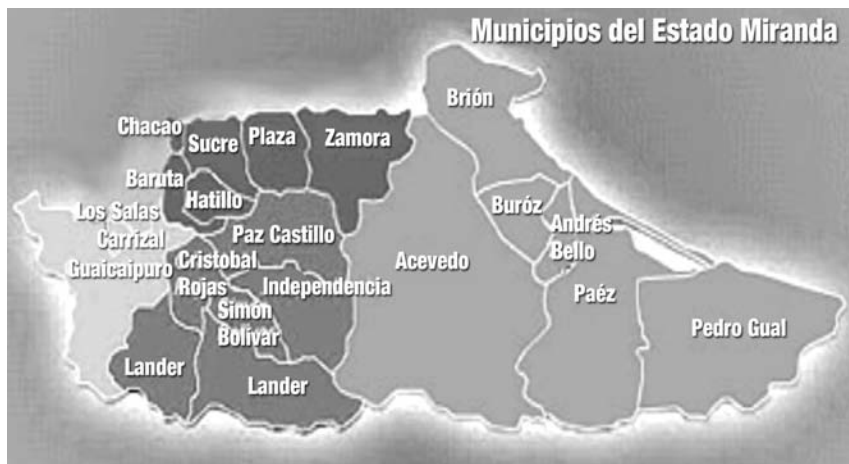 Municipios del Estado Miranda
Brión
Chacao
Sucre
Plaza
Zamora
Baruta
Hatillo
Los Salas
Carrizal
Guaicaipuro
Paz Castillo
Cristobal
Rojas
Independencia
Simón
Bolívar
Lander
Lander
Acevedo
Buróz
Andrés
Bello
Paéz
Pedro Gual